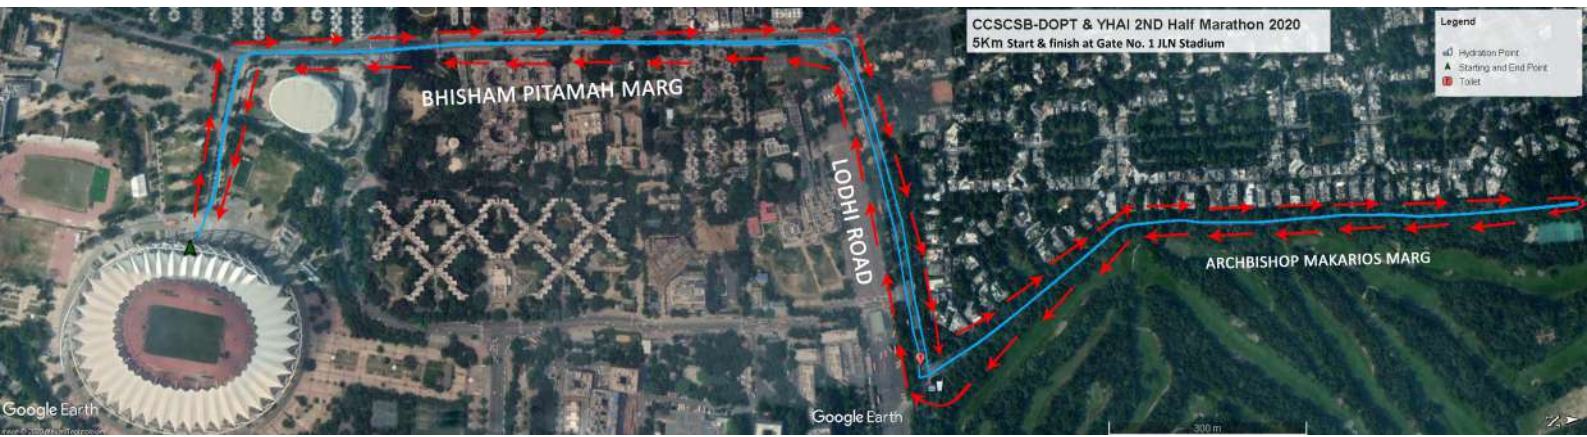 CCSCSB-DOPT & YHAI 2ND Half Marathon 2020
5Km Start & finish at Gate No. 1 JLN Stadium
Legend
Hydration Point
Starting and End Point
Toilet
BHISHAM PITAMAH MARG
LODHI ROAD
ARCHBISHOP MAKARIOS MARG
Google Earth
Google Earth
300 m